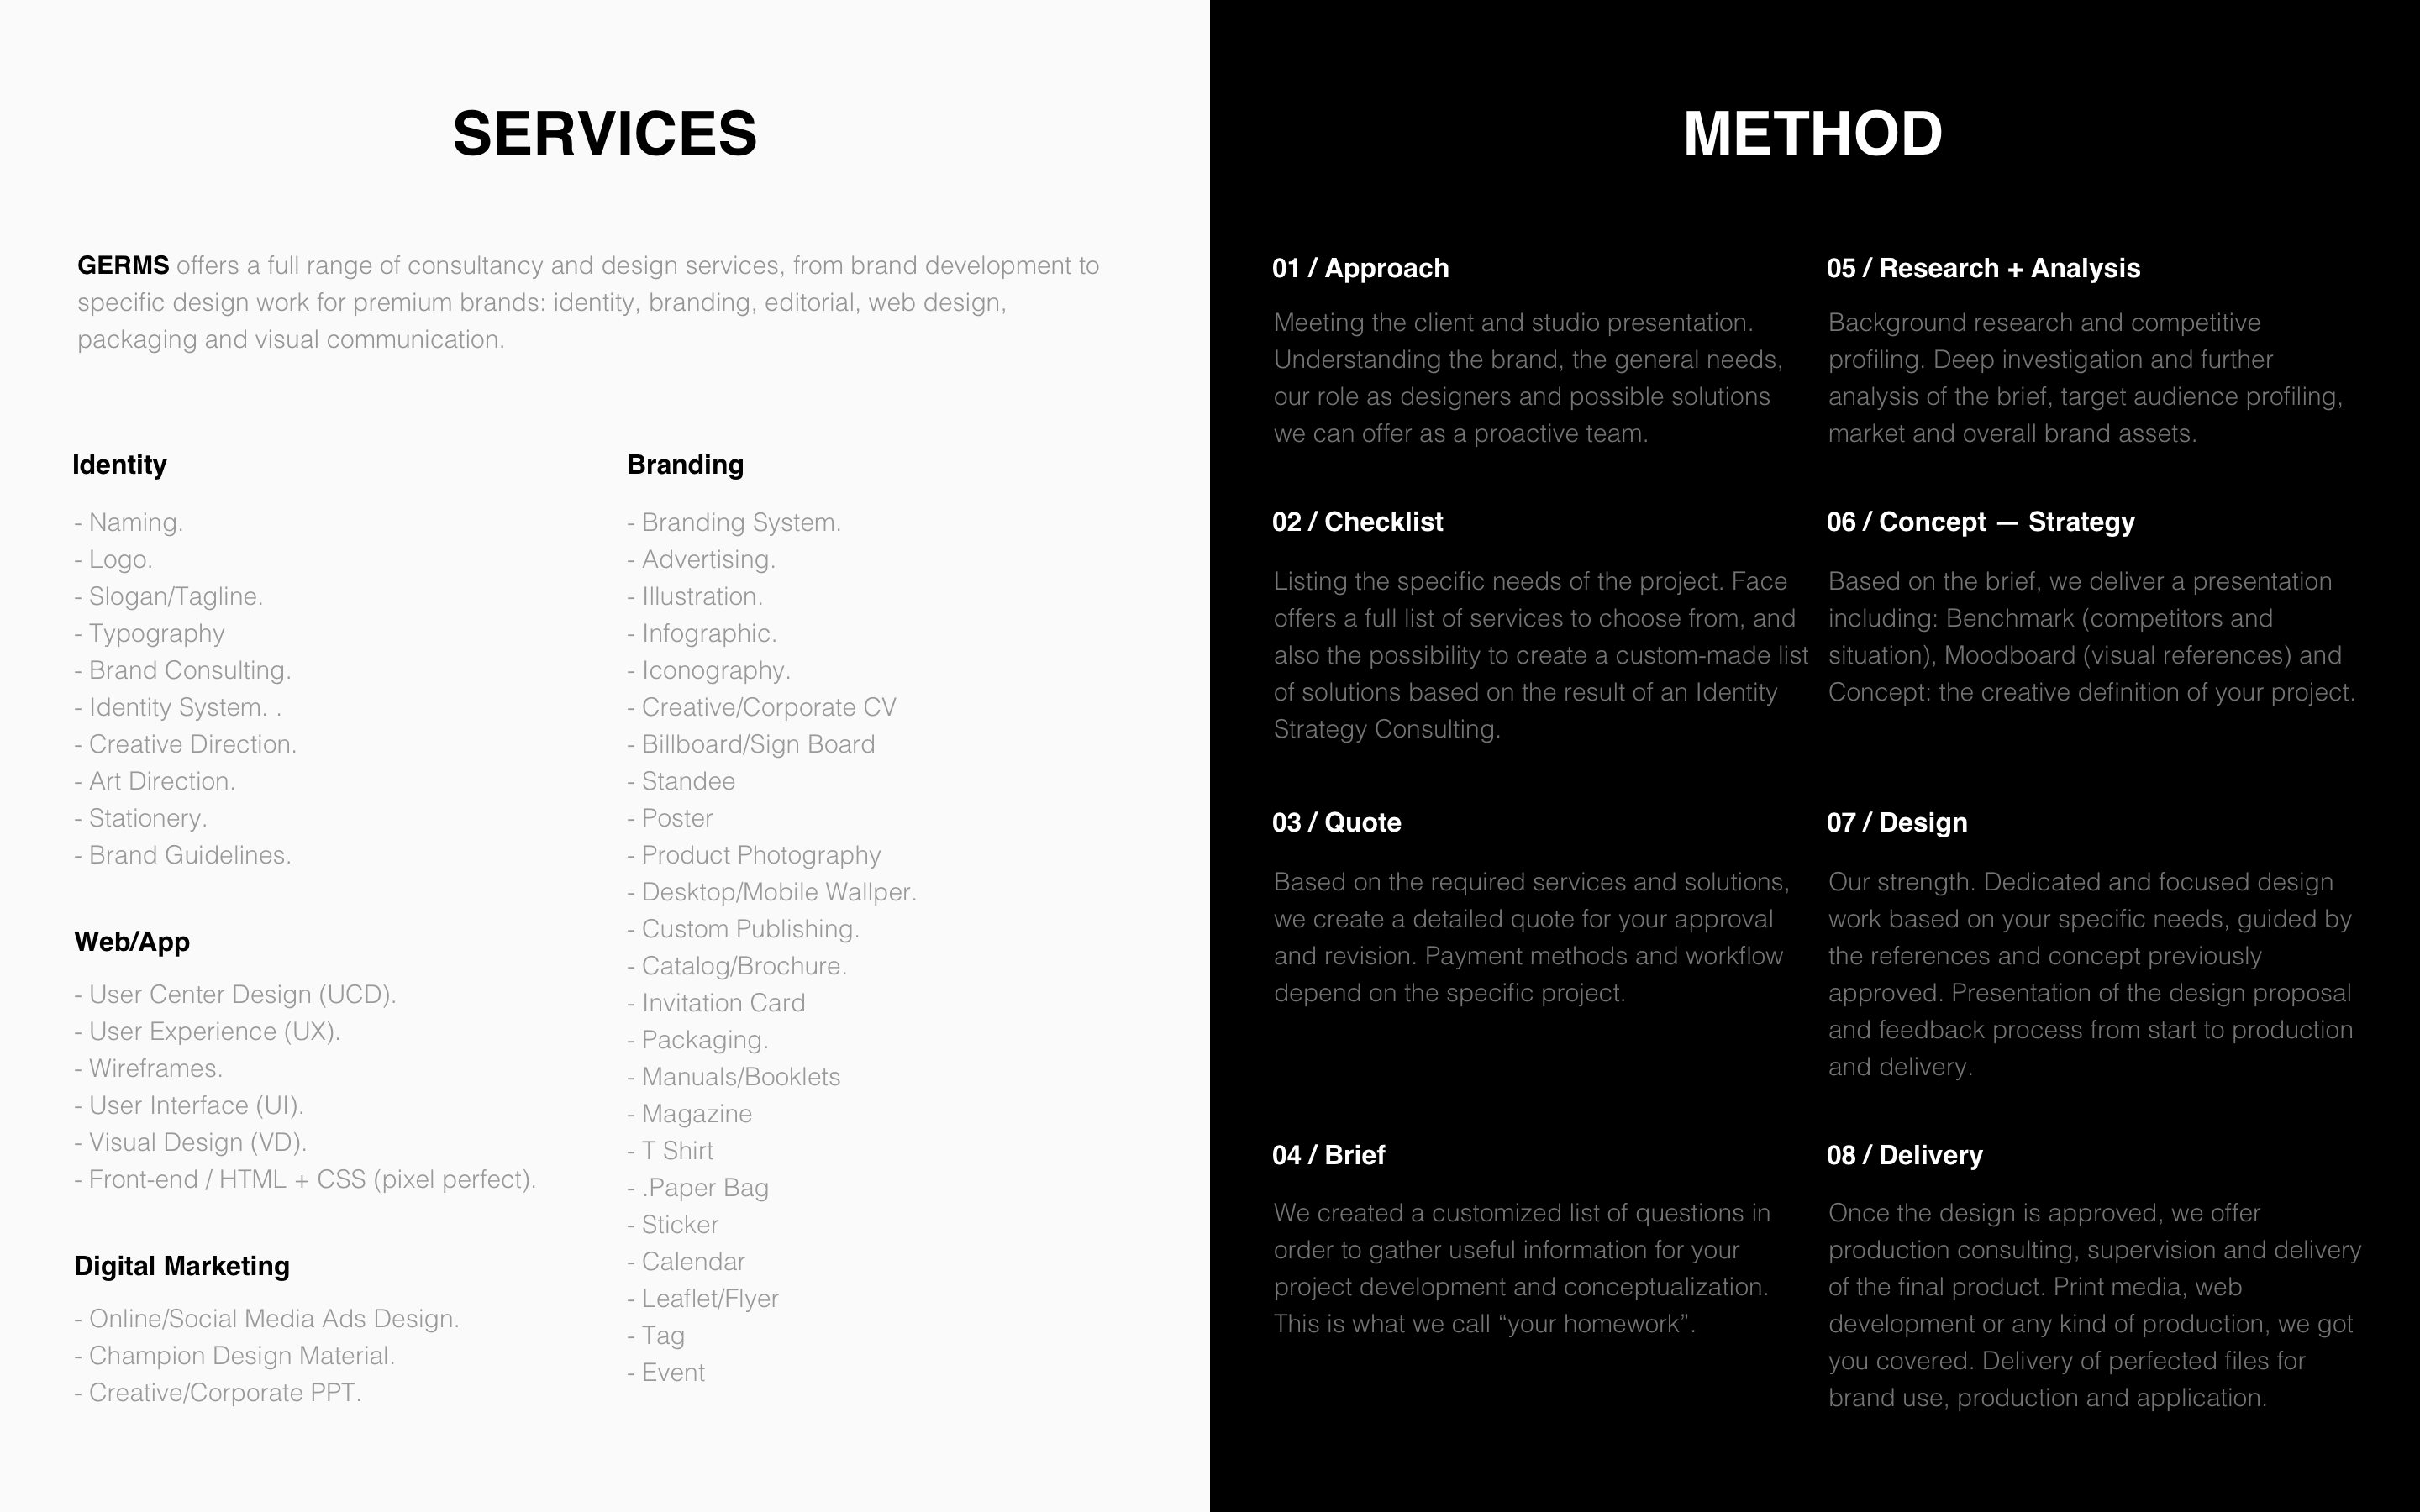 SERVICES
GERMS offers a full range of consultancy and design services, from brand development to
specific design work for premium brands: identity, branding, editorial, web design,
packaging and visual communication.
Identity
- Naming.
- Logo.
- Slogan/Tagline.
- Typography
- Brand Consulting.
- Identity System. .
- Creative Direction.
- Art Direction.
- Stationery.
- Brand Guidelines.
Web/App
- User Center Design (UCD).
- User Experience (UX).
- Wireframes.
- User Interface (UI).
- Visual Design (VD).
- Front-end / HTML + CSS (pixel perfect).
Digital Marketing
- Online/Social Media Ads Design.
- Champion Design Material.
- Creative/Corporate PPT.
Branding
- Branding System.
- Advertising.
- Illustration.
- Infographic.
- Iconography.
- Creative/Corporate CV
- Billboard/Sign Board
- Standee
- Poster
- Product Photography
- Desktop/Mobile Wallper.
- Custom Publishing.
- Catalog/Brochure.
- Invitation Card
- Packaging.
- Manuals/Booklets
- Magazine
- T Shirt
- .Paper Bag
- Sticker
- Calendar
- Leaflet/Flyer
- Tag
- Event
METHOD
01 / Approach
Meeting the client and studio presentation.
Understanding the brand, the general needs,
our role as designers and possible solutions
we can offer as a proactive team.
02 / Checklist
Listing the specific needs of the project. Face
offers a full list of services to choose from, and
also the possibility to create a custom-made list
of solutions based on the result of an Identity
Strategy Consulting.
03 / Quote
Based on the required services and solutions,
we create a detailed quote for your approval
and revision. Payment methods and workflow
depend on the specific project.
04 / Brief
We created a customized list of questions in
order to gather useful information for your
project development and conceptualization.
This is what we call “your homework”.
05 / Research + Analysis
Background research and competitive
profiling. Deep investigation and further
analysis of the brief, target audience profiling,
market and overall brand assets.
06 / Concept — Strategy
Based on the brief, we deliver a presentation
including: Benchmark (competitors and
situation), Moodboard (visual references) and
Concept: the creative definition of your project.
07 / Design
Our strength. Dedicated and focused design
work based on your specific needs, guided by
the references and concept previously
approved. Presentation of the design proposal
and feedback process from start to production
and delivery.
08 / Delivery
Once the design is approved, we offer
production consulting, supervision and delivery
of the final product. Print media, web
development or any kind of production, we got
you covered. Delivery of perfected files for
brand use, production and application.